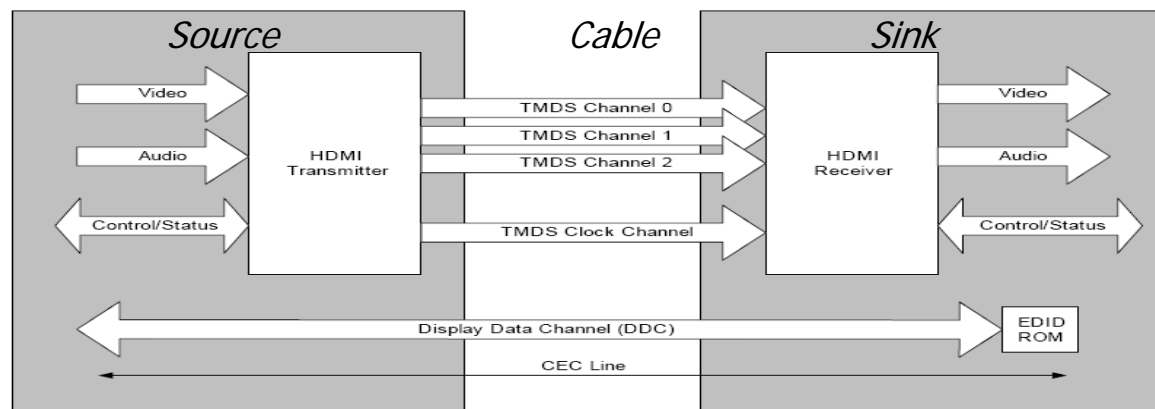 Source
Cable
Sink
Video
TMDS Channel 0
Video
TMDS Channel 1
Audio
HDMI
Transmitter
TMDS Channel 2
HDMI
Receiver
Audio
Control/Status
TMDS Clock Channel
Control/Status
Display Data Channel (DDC)
EDID
ROM
CEC Line